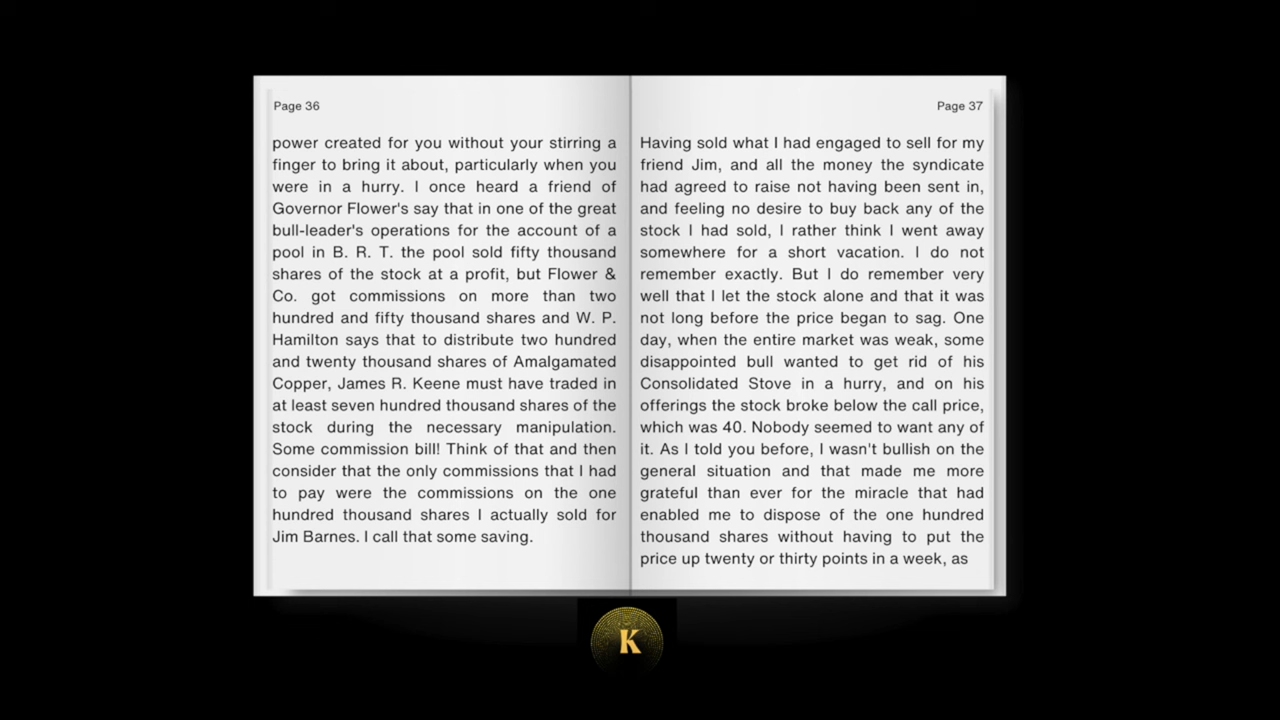 Page 36
power created for you without your stirring a
finger to bring it about, particularly when you
were in a hurry. I once heard a friend of
Governor Flower's say that in one of the great
bull-leader's operations for the account of a
pool in B. R. T. the pool sold fifty thousand
shares of the stock at a profit, but Flower &
Co. got commissions on more than two
hundred and fifty thousand shares and W. P.
Hamilton says that to distribute two hundred
and twenty thousand shares of Amalgamated
Copper, James R. Keene must have traded in
at least seven hundred thousand shares of the
stock during the necessary manipulation.
Some commission bill! Think of that and then
consider that the only commissions that I had
to pay were the commissions on the one
hundred thousand shares I actually sold for
Jim Barnes. I call that some saving.
Page 37
Having sold what I had engaged to sell for my
friend Jim, and all the money the syndicate
had agreed to raise not having been sent in,
and feeling no desire to buy back any of the
stock I had sold, I rather think I went away
somewhere for a short vacation. I do not
remember exactly. But I do remember very
well that I let the stock alone and that it was
not long before the price began to sag. One
day, when the entire market was weak, some
disappointed bull wanted to get rid of his
Consolidated Stove in a hurry, and on his
offerings the stock broke below the call price,
which was 40. Nobody seemed to want any of
it. As I told you before, I wasn't bullish on the
general situation and that made me more
grateful than ever for the miracle that had
enabled me to dispose of the one hundred
thousand shares without having to put the
price up twenty or thirty points in a week, as
K